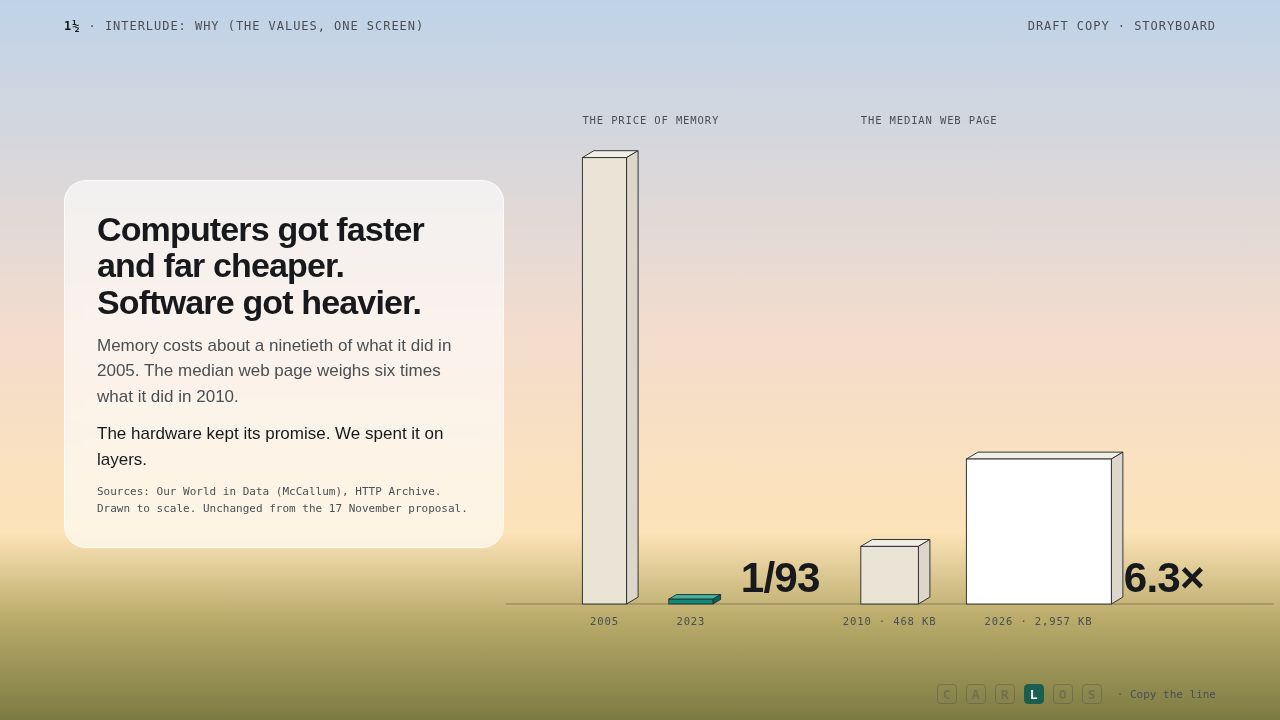 1½ · INTERLUDE: WHY (THE VALUES, ONE SCREEN)
DRAFT COPY · STORYBOARD
THE PRICE OF MEMORY
THE MEDIAN WEB PAGE
Computers got faster
and far cheaper.
Software got heavier.
Memory costs about a ninetieth of what it did in
2005. The median web page weighs six times
what it did in 2010.
The hardware kept its promise. We spent it on
layers.
Sources: Our World in Data (McCallum), HTTP Archive.
Drawn to scale. Unchanged from the 17 November proposal.
1/93
6.3×
2005
2023
2010 · 468 KB
2026 · 2,957 KB
C A R L O S · Copy the line